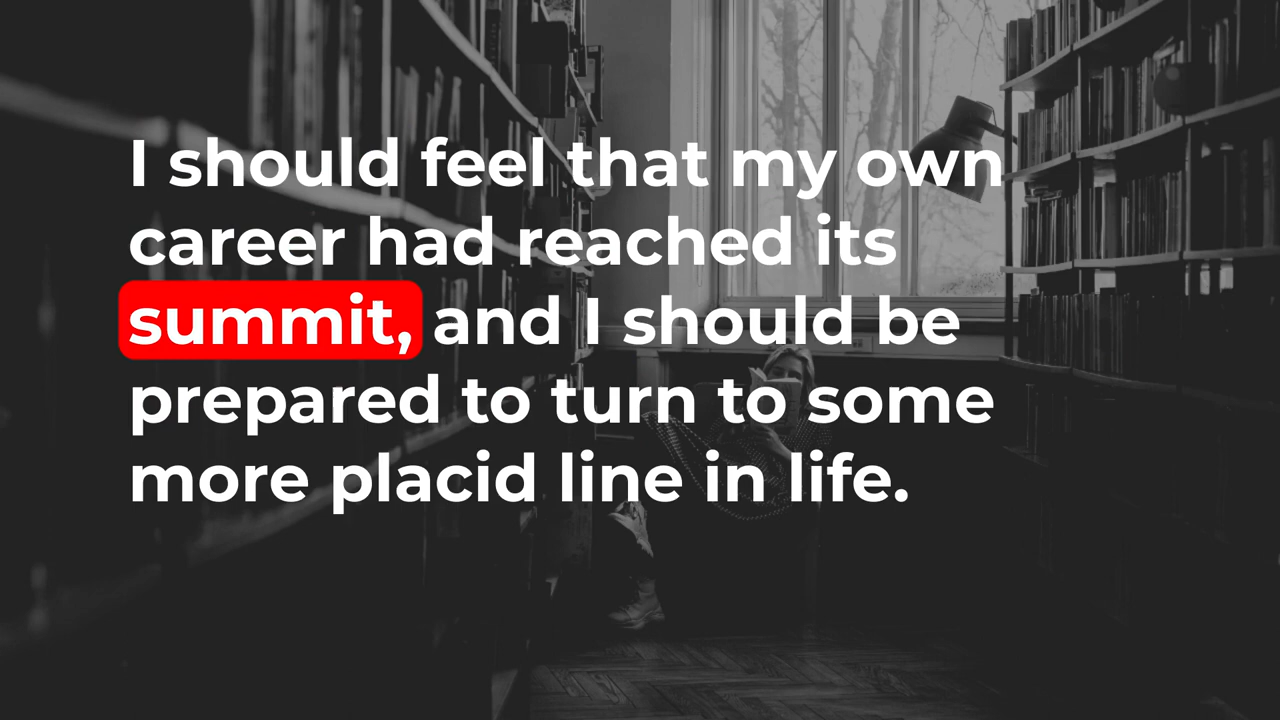 I should feel that my own
career had reached its
summit, and I should be
prepared to turn to some
more placid line in life.